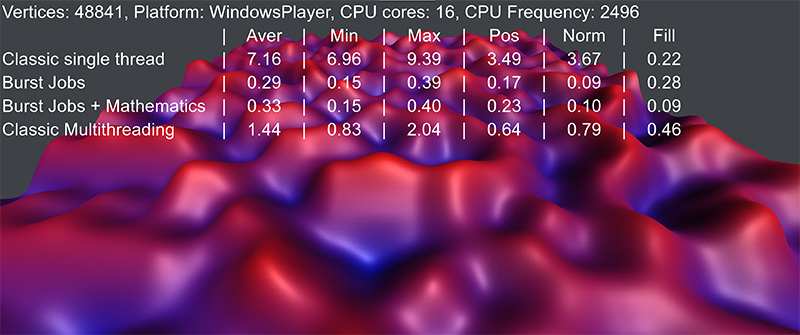 Vertices: 48841, Platform: WindowsPlayer, CPU cores: 16, CPU Frequency: 2496
| Aver | Min | Max | Pos | Norm | Fill
Classic single thread | 7.16 | 6.96 | 9.39 | 3.49 | 3.67 | 0.22
Burst Jobs | 0.29 | 0.15 | 0.39 | 0.17 | 0.09 | 0.28
Burst Jobs + Mathematics | 0.33 | 0.15 | 0.40 | 0.23 | 0.10 | 0.09
Classic Multithreading | 1.44 | 0.83 | 2.04 | 0.64 | 0.79 | 0.46